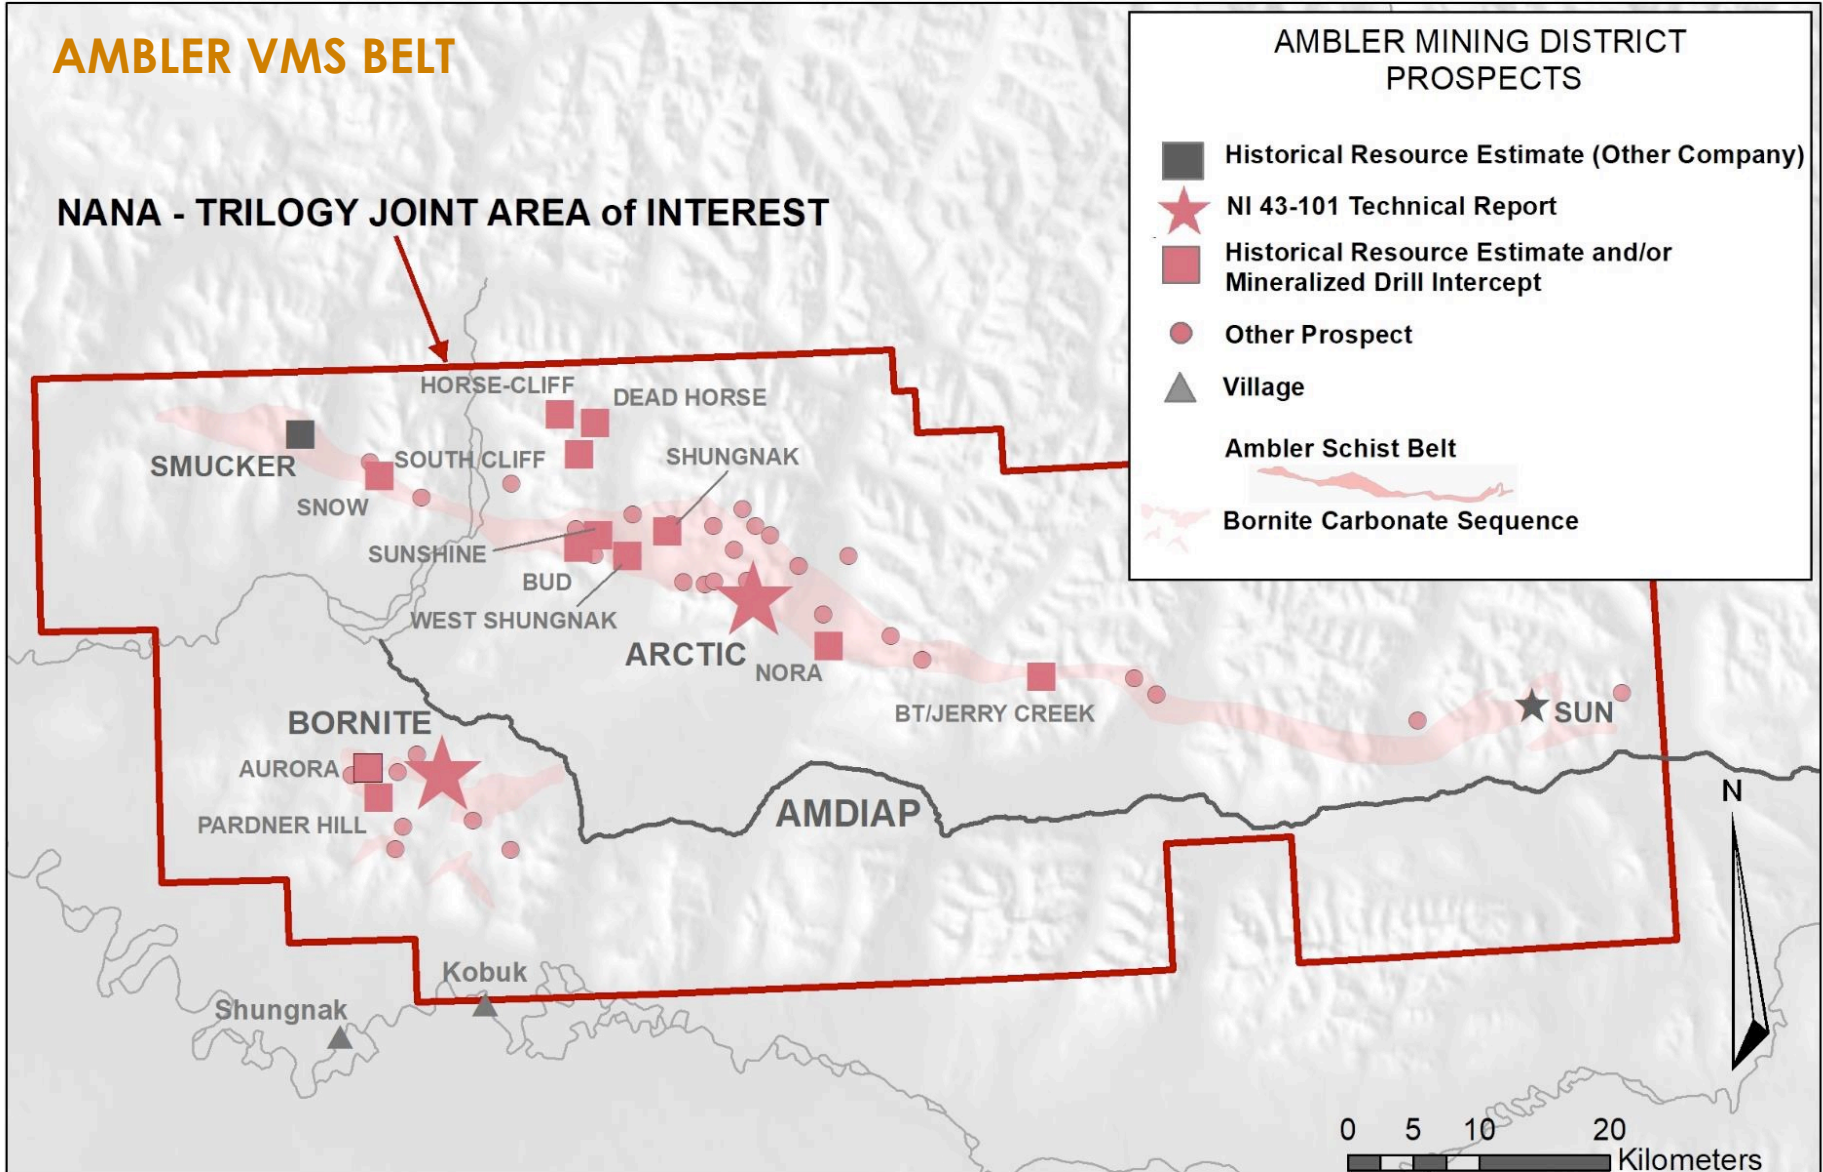 AMBLER VMS BELT
AMBLER MINING DISTRICT
PROSPECTS
Historical Resource Estimate (Other Company)
NI 43-101 Technical Report
Historical Resource Estimate and/or
Mineralized Drill Intercept
Other Prospect
Village
Ambler Schist Belt
Bornite Carbonate Sequence
NANA - TRILOGY JOINT AREA of INTEREST
HORSE-CLIFF
DEAD HORSE
SMUCKER
SOUTH CLIFF
SHUNGNAK
SNOW
SUNSHINE
BUD
WEST SHUNGNAK
ARCTIC
NORA
BT/JERRY CREEK
SUN
BORNITE
AURORA
PARDNER HILL
AMDIAP
Kobuk
Shungnak
N
0 5 10 20
Kilometers